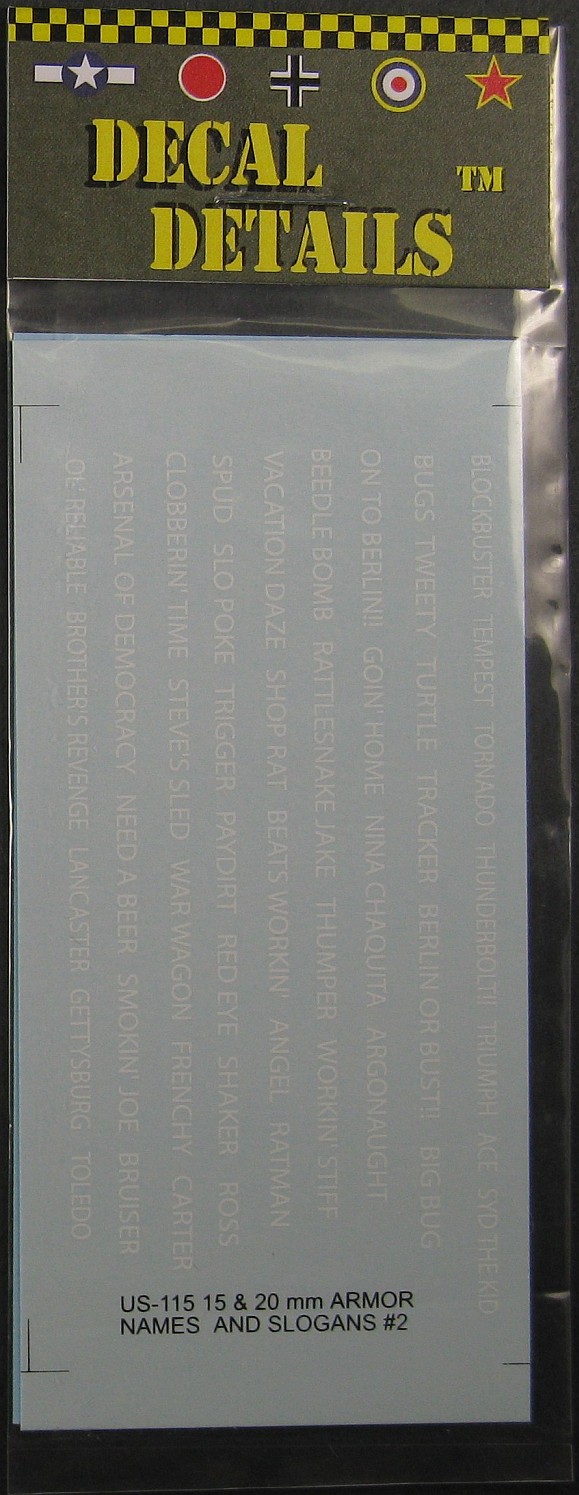 DECAL
DETAILS
TM
BLOCKBUSTER TEMPEST TORNADO THUNDERBOLT!! TRIUMPH ACE SYD THE KID
BUGS TWEETY TURTLE TRACKER BERLIN OR BUST!! BIG BUG
ON TO BERLIN!! GOIN' HOME NINA CHAQUITA ARGONAUGHT
BEEDLE BOMB RATTLESNAKE JAKE THUMPER WORKIN' STIFF
VACATION DAZE SHOP RAT BEATS WORKIN' ANGEL RATMAN
SPUD SLO POKE TRIGGER PAYDIRT RED EYE SHAKER ROSS
CLOBBERIN' TIME STEVE'S SLED WAR WAGON FRENCHY CARTER
ARSENAL OF DEMOCRACY NEED A BEER SMOKIN' JOE BRUISER
OL' RELIABLE BROTHER'S REVENGE LANCASTER GETTYSBURG TOLEDO
US-115 15 & 20 mm ARMOR
NAMES AND SLOGANS #2